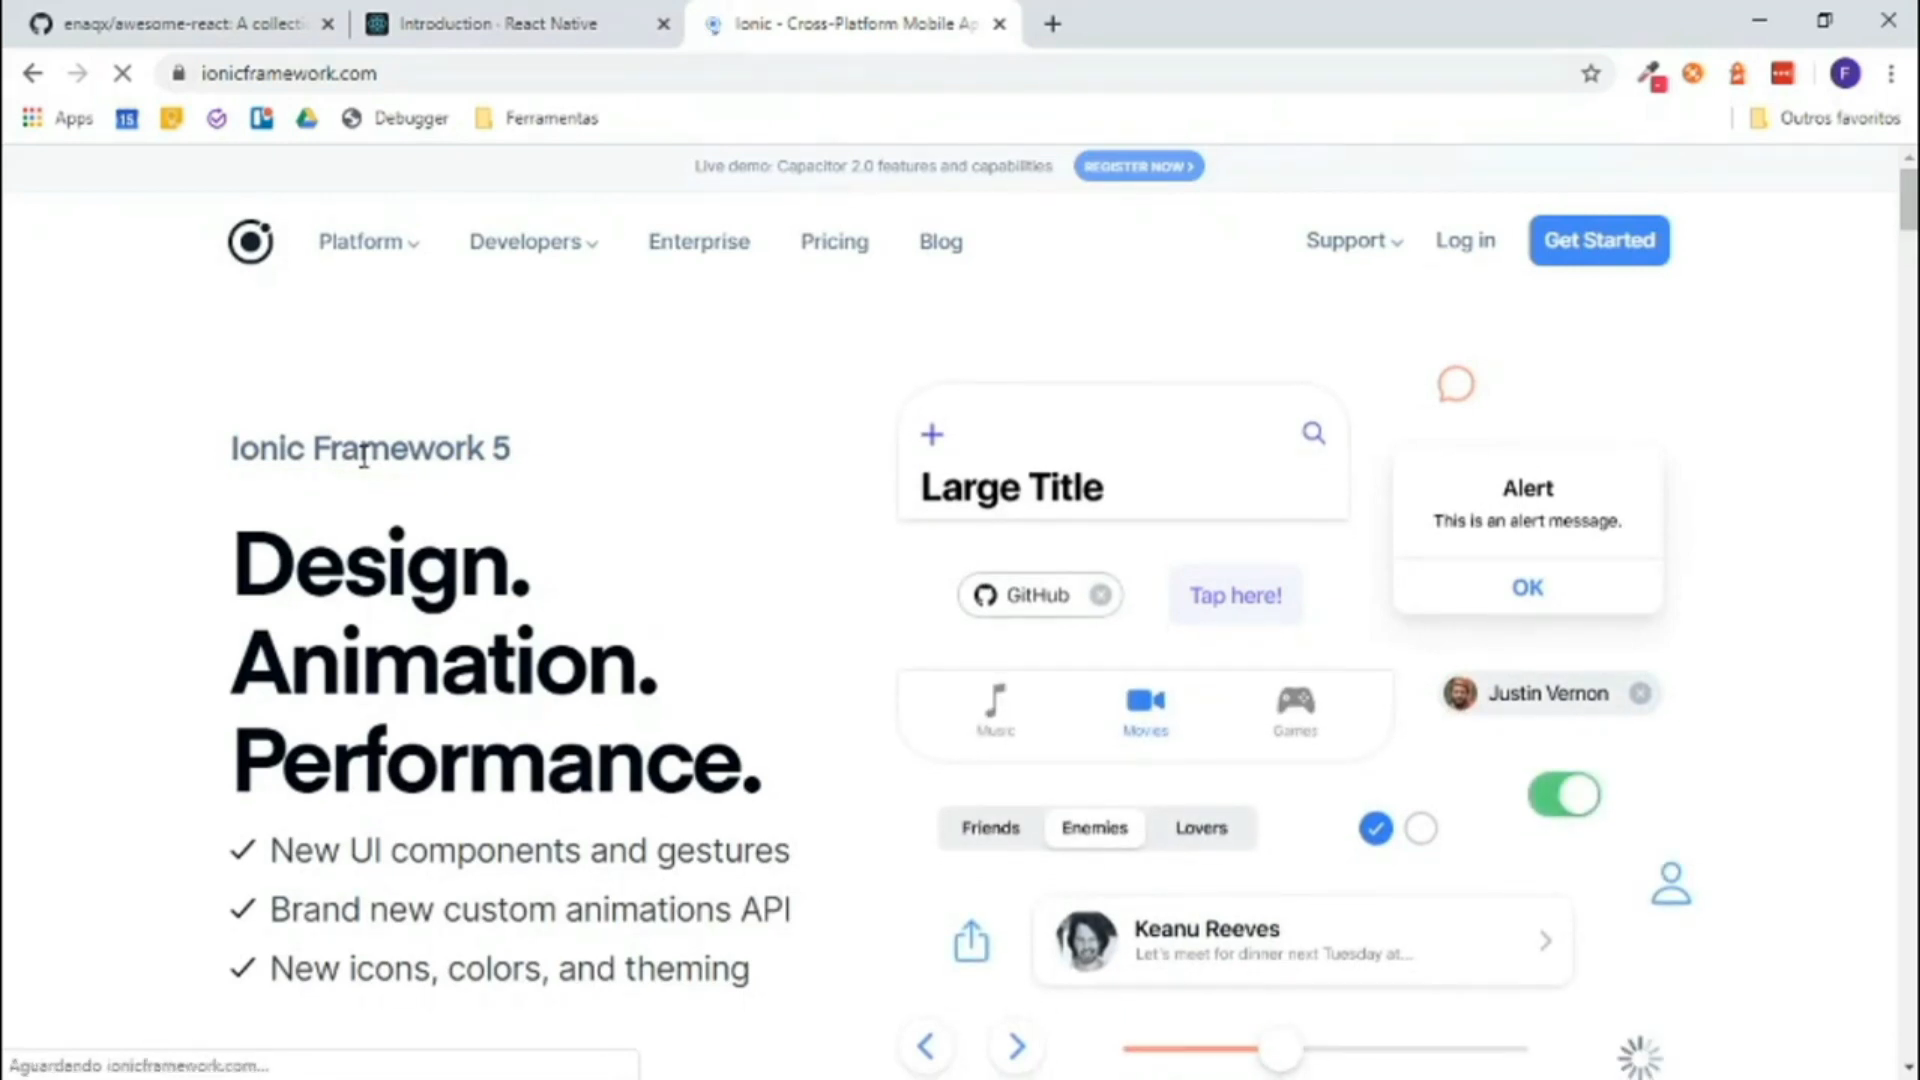 enaqx/awesome-react: A collecti
Introduction · React Native
Ionic - Cross-Platform Mobile Ap
ionicframework.com
F
Apps
15
Debugger
Ferramentas
Outros favoritos
Live demo: Capacitor 2.0 features and capabilities
REGISTER NOW >
Platform
Developers
Enterprise
Pricing
Blog
Support
Log in
Get Started
Ionic Framework 5
Design.
Animation.
Performance.
✓ New UI components and gestures
✓ Brand new custom animations API
✓ New icons, colors, and theming
Large Title
Alert
This is an alert message.
OK
GitHub
Tap here!
Music
Movies
Games
Justin Vernon
Friends
Enemies
Lovers
Keanu Reeves
Let's meet for dinner next Tuesday at...
Aguardando ionicframework.com...